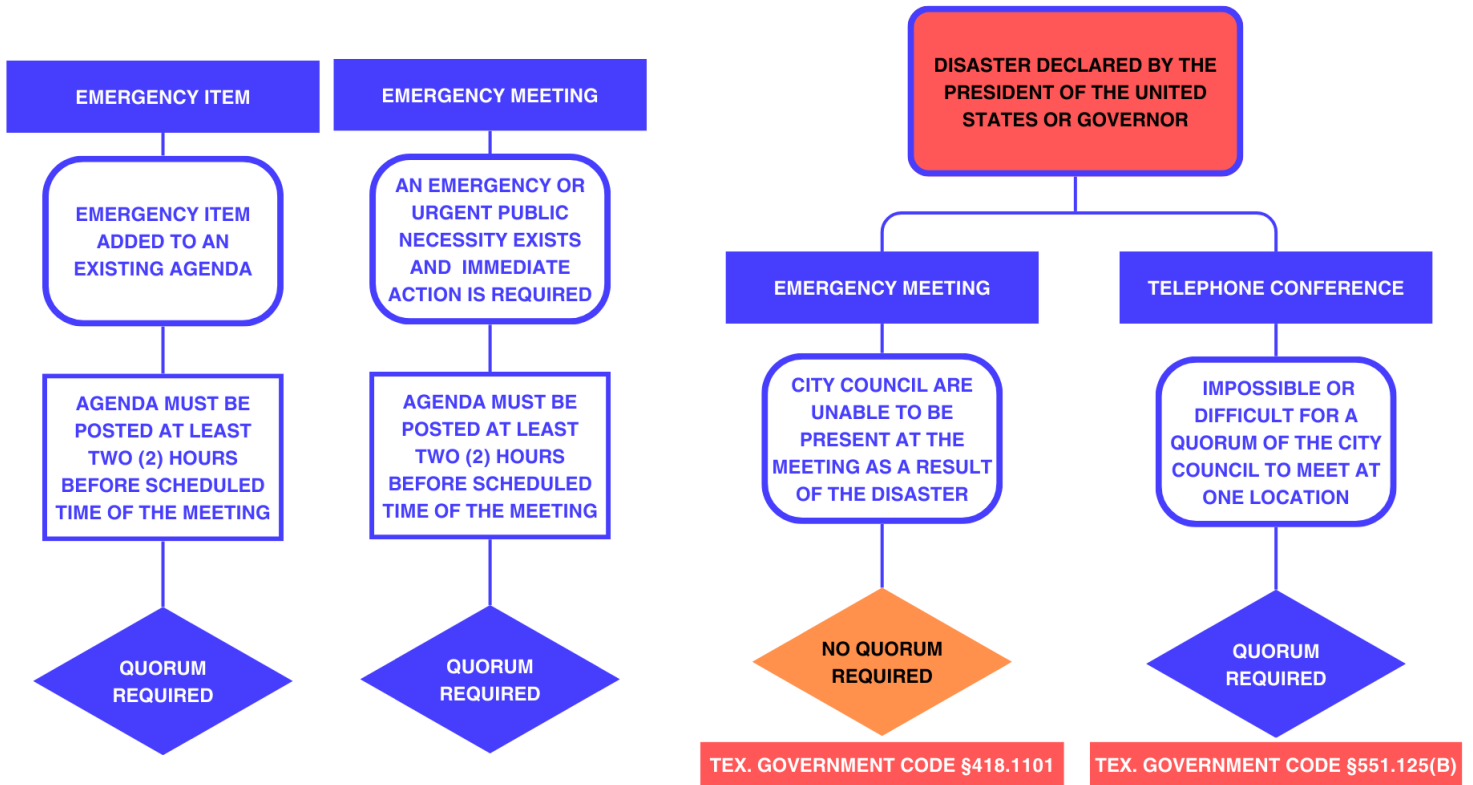 EMERGENCY ITEM
EMERGENCY ITEM
ADDED TO AN
EXISTING AGENDA
AGENDA MUST BE
POSTED AT LEAST
TWO (2) HOURS
BEFORE SCHEDULED
TIME OF THE MEETING
QUORUM
REQUIRED
EMERGENCY MEETING
AN EMERGENCY OR
URGENT PUBLIC
NECESSITY EXISTS
AND IMMEDIATE
ACTION IS REQUIRED
AGENDA MUST BE
POSTED AT LEAST
TWO (2) HOURS
BEFORE SCHEDULED
TIME OF THE MEETING
QUORUM
REQUIRED
DISASTER DECLARED BY THE
PRESIDENT OF THE UNITED
STATES OR GOVERNOR
EMERGENCY MEETING
CITY COUNCIL ARE
UNABLE TO BE
PRESENT AT THE
MEETING AS A RESULT
OF THE DISASTER
NO QUORUM
REQUIRED
TEX. GOVERNMENT CODE §418.1101
TELEPHONE CONFERENCE
IMPOSSIBLE OR
DIFFICULT FOR A
QUORUM OF THE CITY
COUNCIL TO MEET AT
ONE LOCATION
QUORUM
REQUIRED
TEX. GOVERNMENT CODE §551.125(B)